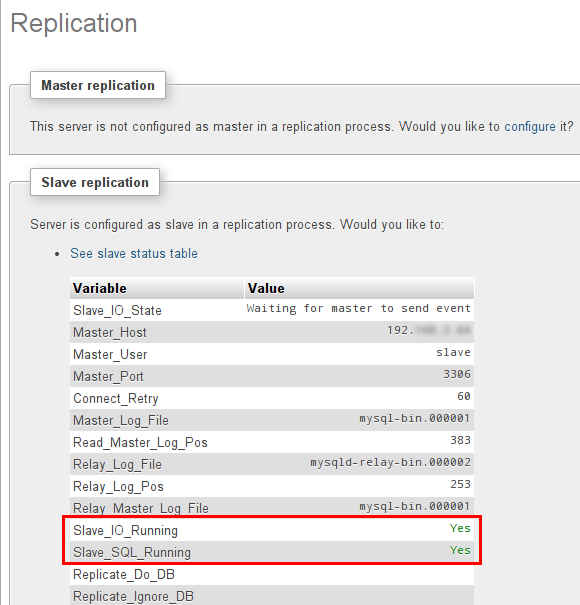 Replication
Master replication
This server is not configured as master in a replication process. Would you like to configure it?
Slave replication
Server is configured as slave in a replication process. Would you like to:
See slave status table
Variable Value
Slave_IO_State Waiting for master to send event
Master_Host 192.
Master_User slave
Master_Port 3306
Connect_Retry 60
Master_Log_File mysql-bin.000001
Read_Master_Log_Pos 383
Relay_Log_File mysqld-relay-bin.000002
Relay_Log_Pos 253
Relay_Master_Log_File mysql-bin.000001
Slave_IO_Running Yes
Slave_SQL_Running Yes
Replicate_Do_DB
Replicate_Ignore_DB